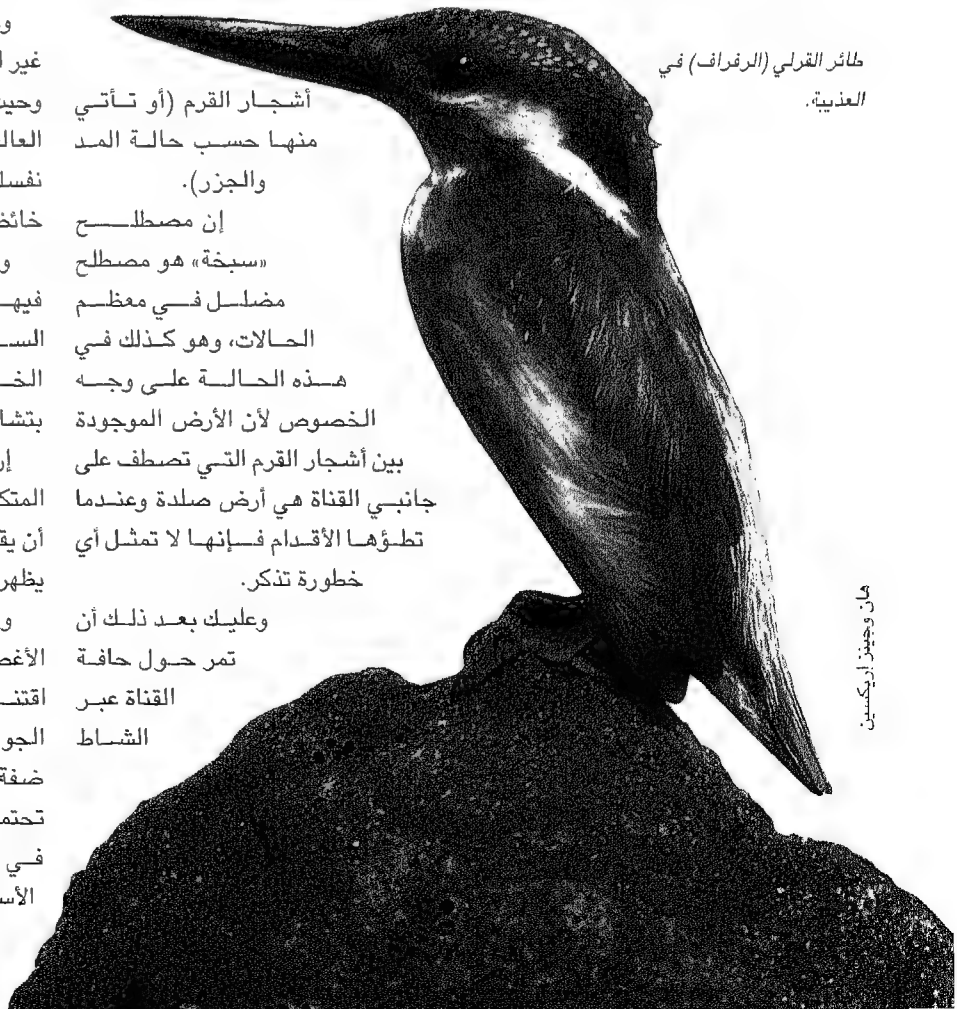 طائر القرلي (الرفراف) في
العذيبة.
أشجار القرم (أو تأتي
منها حسب حالة المد
والجزر).
إن مصطلح
«سبخة» هو مصطلح
مضلل في معظم
الحالات، وهو كذلك في
هذه الحالة على وجه
الخصوص لأن الأرض الموجودة
بين أشجار القرم التي تصطف على
جانبي القناة هي أرض صلدة وعندما
تطؤها الأقدام فإنها لا تمثل أي
خطورة تذكر.
وعليك بعد ذلك أن
تمر حول حافة
القناة عبر
الشاط
غير
وحيث
العال
نفسك
خائض
فيه
الس
الخ
بتشا
إن
المتك
أن يق
يظهر
و
الأغص
اقتن
الجو
ضفة
تحتم
في
الأس
هان وجينز اريكسين